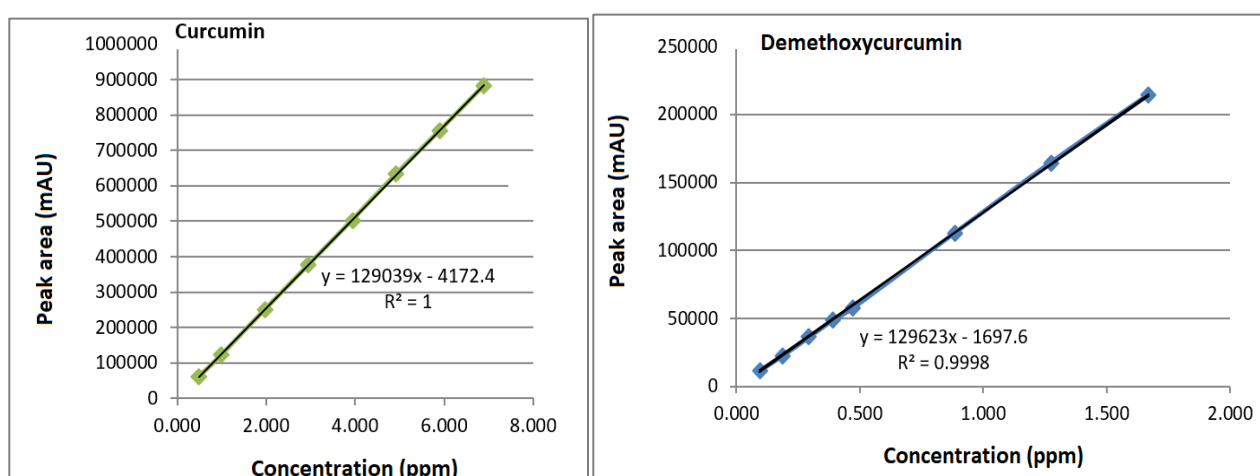 Curcumin
1000000
900000
800000
700000
600000
500000
400000
300000
200000
100000
0
Peak area (mAU)
y = 129039x - 4172.4
R² = 1
0.000 2.000 4.000 6.000 8.000
Concentration (ppm)
Demethoxycurcumin
250000
200000
150000
100000
50000
0
Peak area (mAU)
y = 129623x - 1697.6
R² = 0.9998
0.000 0.500 1.000 1.500 2.000
Concentration (ppm)